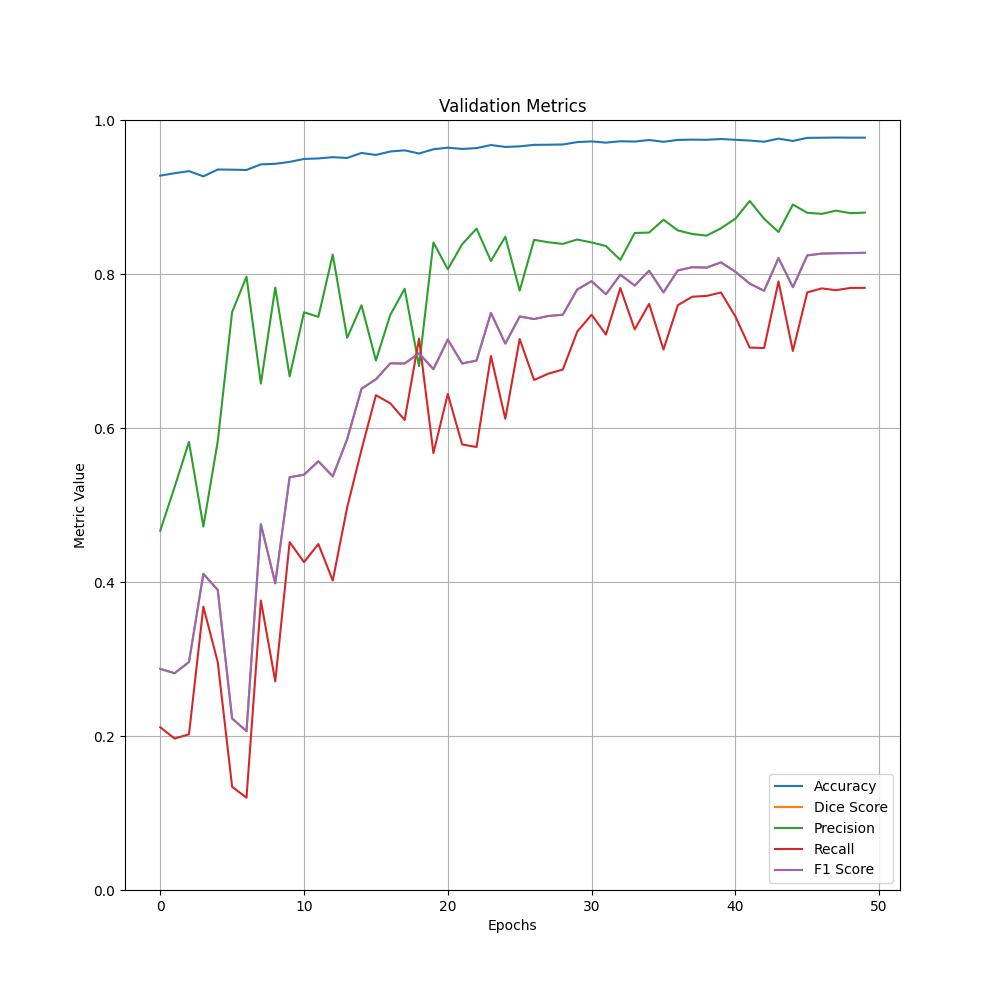 Validation Metrics
1.0
0.8
0.6
0.4
0.2
0.0
Metric Value
0 10 20 30 40 50
Epochs
Accuracy
Dice Score
Precision
Recall
F1 Score